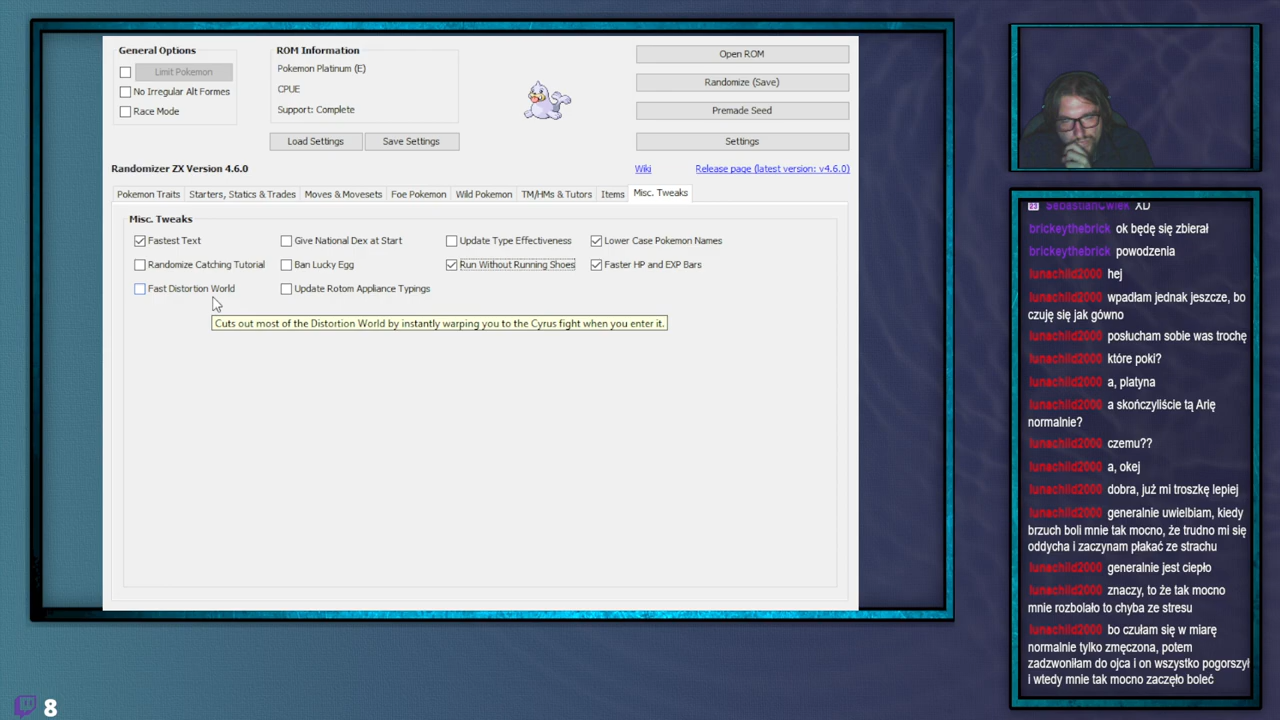 General Options
Limit Pokemon
No Irregular Alt Formes
Race Mode
ROM Information
Pokemon Platinum (E)
CPUE
Support: Complete
Load Settings
Save Settings
Open ROM
Randomize (Save)
Premade Seed
Settings
Randomizer ZX Version 4.6.0
Wiki
Release page (latest version: v4.6.0)
Pokemon Traits
Starters, Statics & Trades
Moves & Movesets
Foe Pokemon
Wild Pokemon
TM/HMs & Tutors
Items
Misc. Tweaks
Misc. Tweaks
Fastest Text
Give National Dex at Start
Update Type Effectiveness
Lower Case Pokemon Names
Randomize Catching Tutorial
Ban Lucky Egg
Run Without Running Shoes
Faster HP and EXP Bars
Fast Distortion World
Update Rotom Appliance Typings
Cuts out most of the Distortion World by instantly warping you to the Cyrus fight when you enter it.
SebastianCwiek XD
brickeythebrick ok będę się zbierał
brickeythebrick powodzenia
lunachild2000 hej
lunachild2000 wpadłam jednak jeszcze, bo
czuję się jak gówno
lunachild2000 posłucham sobie was trochę
lunachild2000 które poki?
lunachild2000 a, platyna
lunachild2000 a skończyliście tą Arlę
normalnie?
lunachild2000 czemu??
lunachild2000 a, okej
lunachild2000 dobra, już mi troszkę lepiej
lunachild2000 generalnie uwielbiam, kiedy
brzuch boli mnie tak mocno, że trudno mi się
oddycha i zaczynam płakać ze strachu
lunachild2000 generalnie jest ciepło
lunachild2000 znaczy, to że tak mocno
mnie rozbolało to chyba ze stresu
lunachild2000 bo czułam się w miarę
normalnie tylko zmęczona, potem
zadzwoniłam do ojca i on wszystko pogorszył
i wtedy mnie tak mocno zaczęło boleć
8